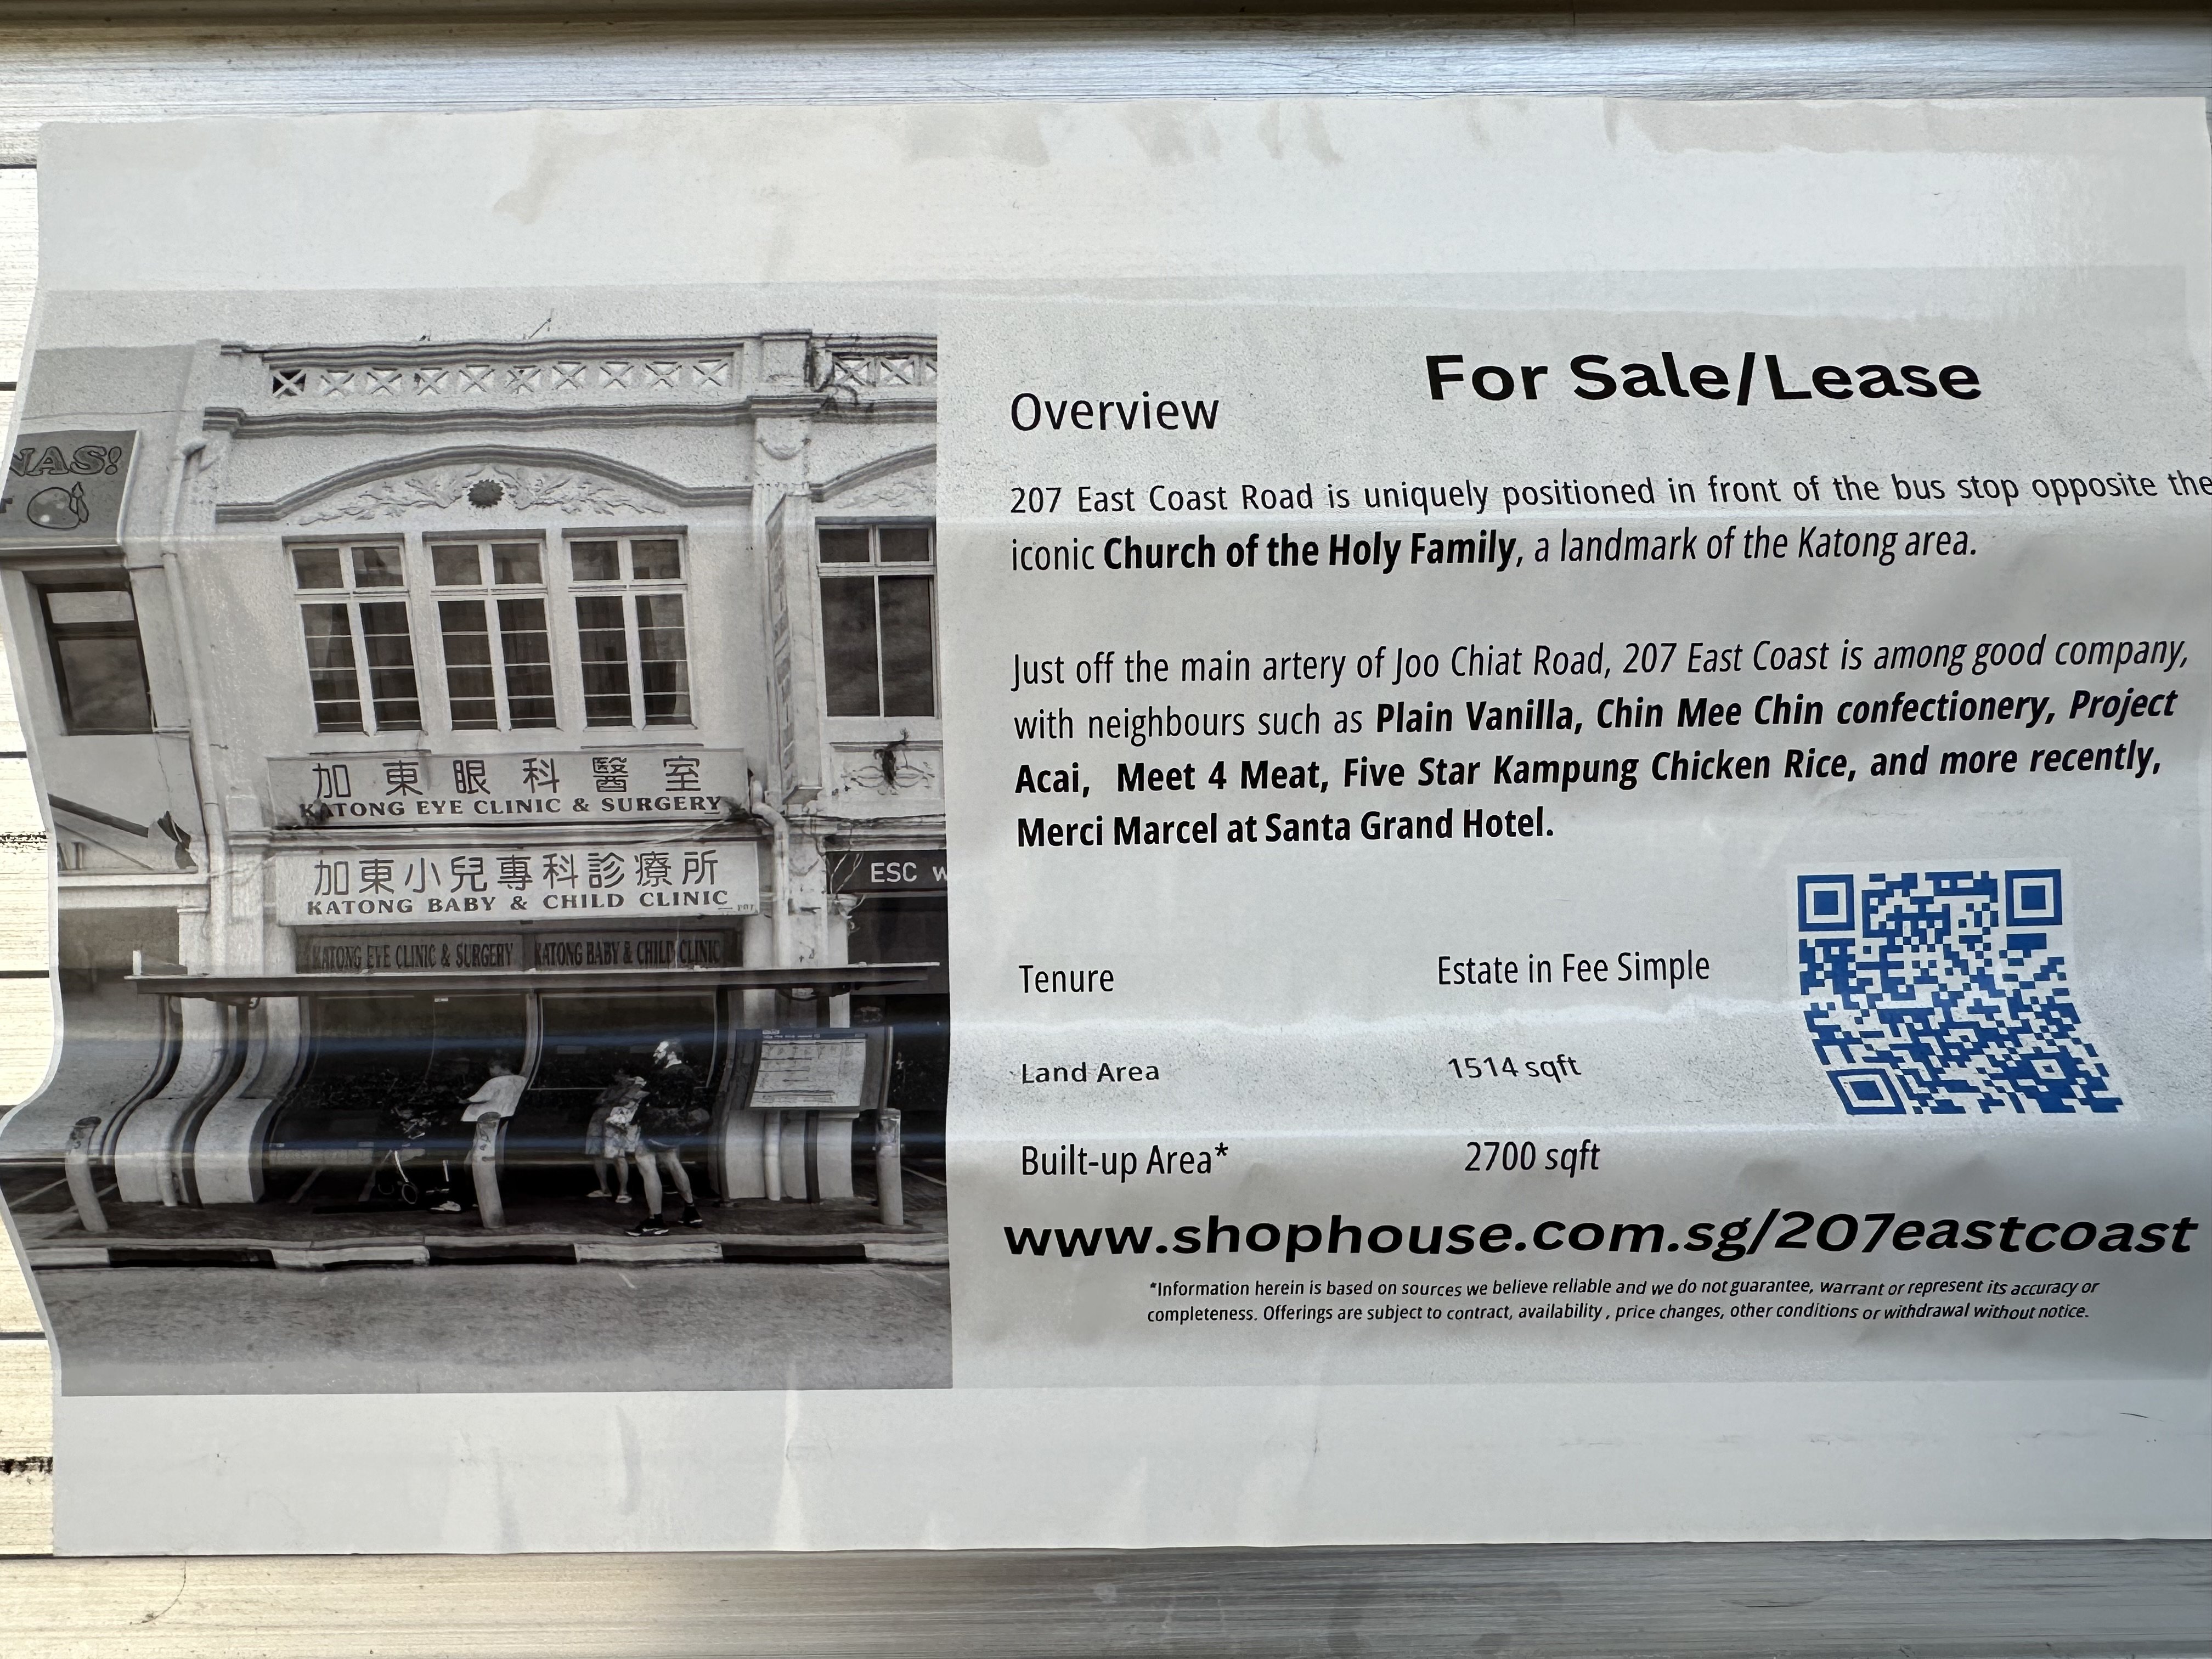 NAS!
加東眼科醫室
KATONG EYE CLINIC & SURGERY
加東小兒專科診療所
KATONG BABY & CHILD CLINIC
ESC
KATONG EYE CLINIC & SURGERY KATONG BABY & CHILD CLINIC
For Sale/Lease
Overview
207 East Coast Road is uniquely positioned in front of the bus stop opposite the
iconic Church of the Holy Family, a landmark of the Katong area.
Just off the main artery of Joo Chiat Road, 207 East Coast is among good company,
with neighbours such as Plain Vanilla, Chin Mee Chin confectionery, Project
Acai, Meet 4 Meat, Five Star Kampung Chicken Rice, and more recently,
Merci Marcel at Santa Grand Hotel.
Tenure Estate in Fee Simple
Land Area 1514 sqft
Built-up Area* 2700 sqft
www.shophouse.com.sg/207eastcoast
*Information herein is based on sources we believe reliable and we do not guarantee, warrant or represent its accuracy or
completeness. Offerings are subject to contract, availability , price changes, other conditions or withdrawal without notice.